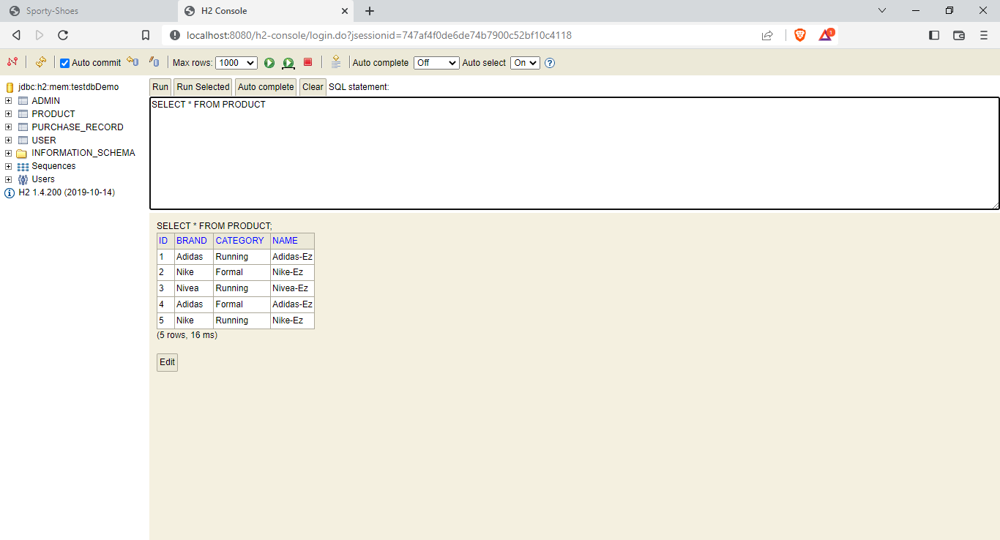 Sporty-Shoes
H2 Console
localhost:8080/h2-console/login.do?jsessionid=747af4f0de6de74b7900c52bf10c4118
1
Auto commit Max rows: 1000 Auto complete Off Auto select On ?
jdbc:h2:mem:testdbDemo
ADMIN
PRODUCT
PURCHASE_RECORD
USER
INFORMATION_SCHEMA
Sequences
Users
H2 1.4.200 (2019-10-14)
Run Run Selected Auto complete Clear SQL statement:
SELECT * FROM PRODUCT
SELECT * FROM PRODUCT;
ID BRAND CATEGORY NAME
1 Adidas Running Adidas-Ez
2 Nike Formal Nike-Ez
3 Nivea Running Nivea-Ez
4 Adidas Formal Adidas-Ez
5 Nike Running Nike-Ez
(5 rows, 16 ms)
Edit